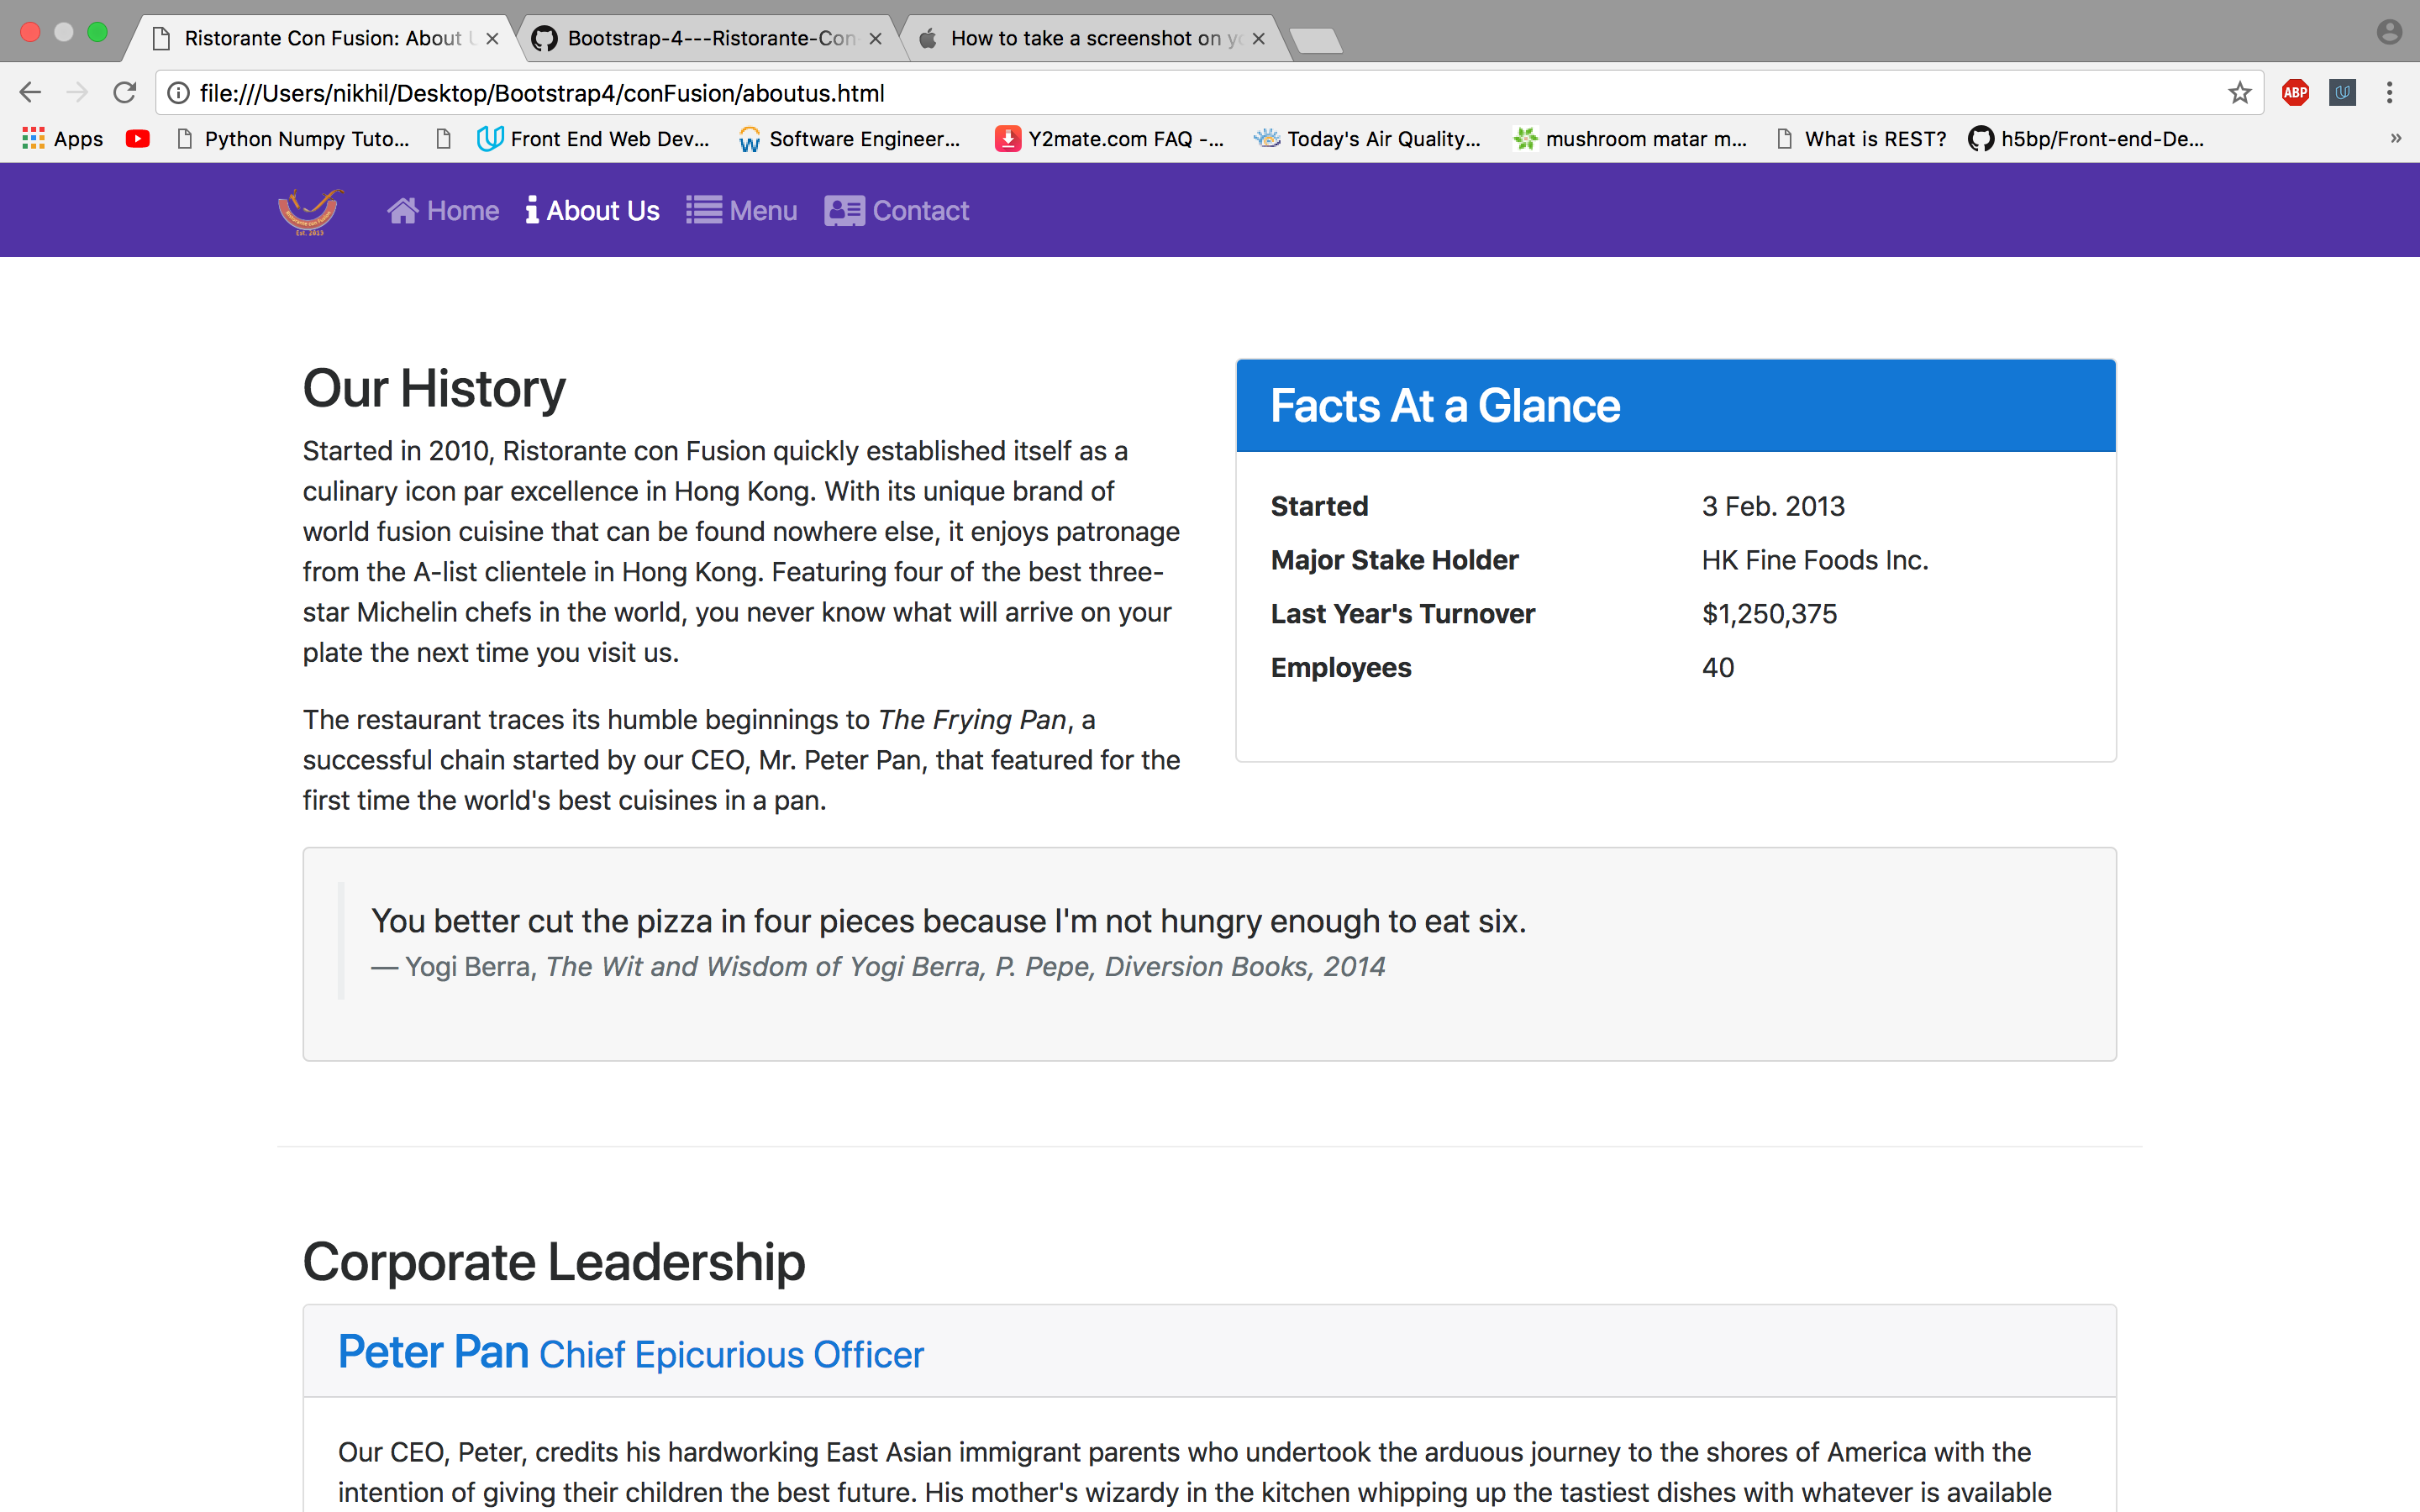 Ristorante Con Fusion: About U
Bootstrap-4---Ristorante-Con-
How to take a screenshot on yo
file:///Users/nikhil/Desktop/Bootstrap4/conFusion/aboutus.html
ABP
Apps
Python Numpy Tuto...
Front End Web Dev...
Software Engineer...
Y2mate.com FAQ -...
Today's Air Quality...
mushroom matar m...
What is REST?
h5bp/Front-end-De...
»
Ristorante con Fusion
Est. 2013
Home
About Us
Menu
Contact
Our History
Started in 2010, Ristorante con Fusion quickly established itself as a
culinary icon par excellence in Hong Kong. With its unique brand of
world fusion cuisine that can be found nowhere else, it enjoys patronage
from the A-list clientele in Hong Kong. Featuring four of the best three-
star Michelin chefs in the world, you never know what will arrive on your
plate the next time you visit us.
The restaurant traces its humble beginnings to The Frying Pan, a
successful chain started by our CEO, Mr. Peter Pan, that featured for the
first time the world's best cuisines in a pan.
Facts At a Glance
Started 3 Feb. 2013
Major Stake Holder HK Fine Foods Inc.
Last Year's Turnover $1,250,375
Employees 40
You better cut the pizza in four pieces because I'm not hungry enough to eat six.
— Yogi Berra, The Wit and Wisdom of Yogi Berra, P. Pepe, Diversion Books, 2014
Corporate Leadership
Peter Pan Chief Epicurious Officer
Our CEO, Peter, credits his hardworking East Asian immigrant parents who undertook the arduous journey to the shores of America with the
intention of giving their children the best future. His mother's wizardy in the kitchen whipping up the tastiest dishes with whatever is available